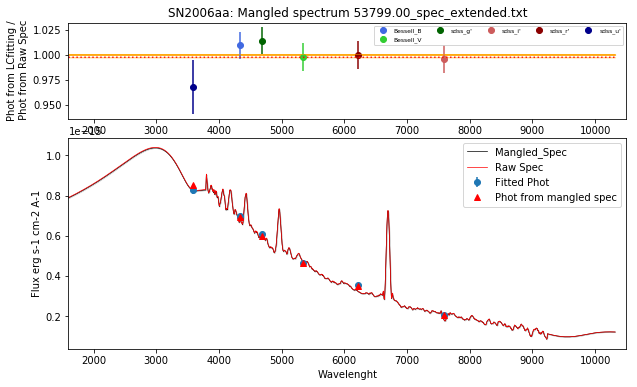 SN2006aa: Mangled spectrum 53799.00_spec_extended.txt
Phot from LCfitting /
Phot from Raw Spec
1.025
1.000
0.975
0.950
Bessell_B
Bessell_V
sdss_g'
sdss_i'
sdss_r'
sdss_u'
2000 3000 4000 5000 6000 7000 8000 9000 10000
1e−15
Flux erg s-1 cm-2 A-1
1.0
0.8
0.6
0.4
0.2
Mangled_Spec
Raw Spec
Fitted Phot
Phot from mangled spec
2000 3000 4000 5000 6000 7000 8000 9000 10000
Wavelenght